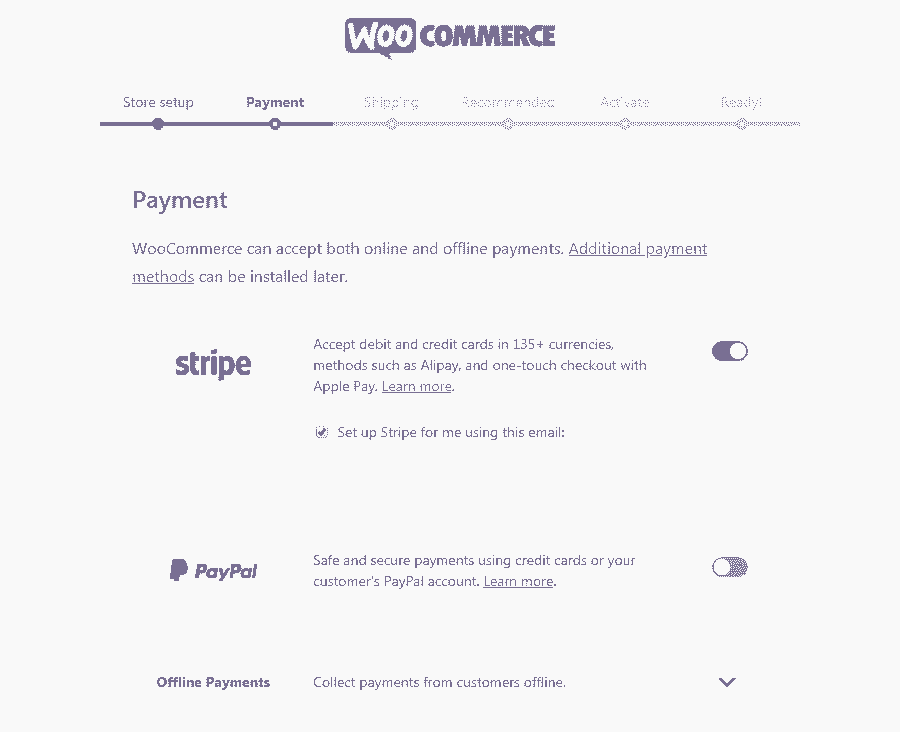 WOO COMMERCE
Store setup Payment Shipping Recommended Activate Ready!
Payment
WooCommerce can accept both online and offline payments. Additional payment
methods can be installed later.
stripe
Accept debit and credit cards in 135+ currencies,
methods such as Alipay, and one-touch checkout with
Apple Pay. Learn more.
Set up Stripe for me using this email:
PayPal
Safe and secure payments using credit cards or your
customer's PayPal account. Learn more.
Offline Payments
Collect payments from customers offline.